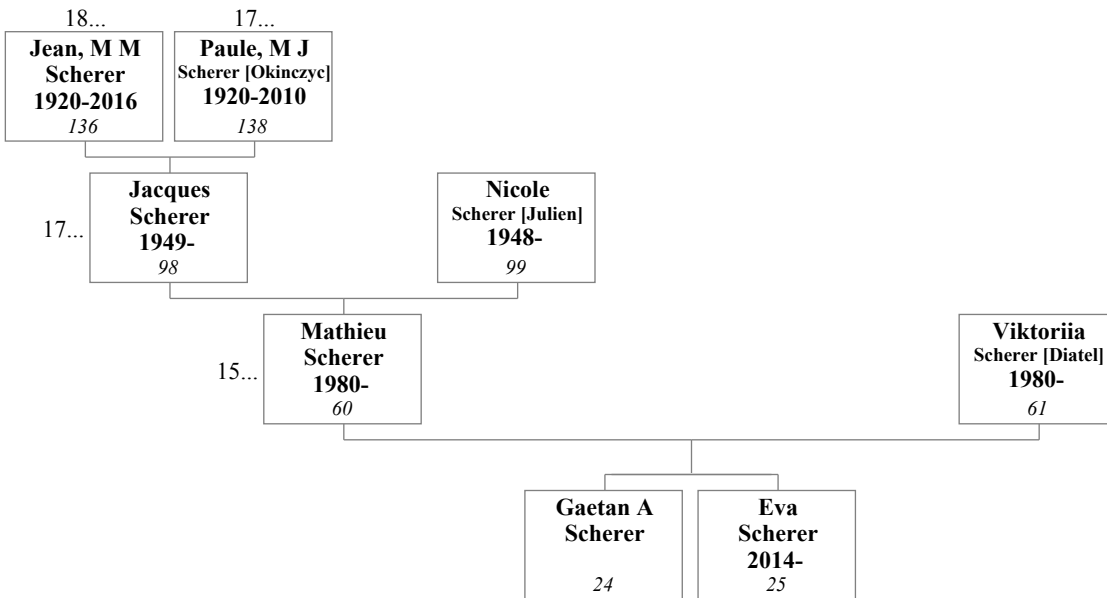 18...
17...
Jean, M M
Scherer
1920-2016
136
Paule, M J
Scherer [Okinczyc]
1920-2010
138
17...
Jacques
Scherer
1949-
98
Nicole
Scherer [Julien]
1948-
99
15...
Mathieu
Scherer
1980-
60
Viktoriia
Scherer [Diatel]
1980-
61
Gaetan A
Scherer
24
Eva
Scherer
2014-
25